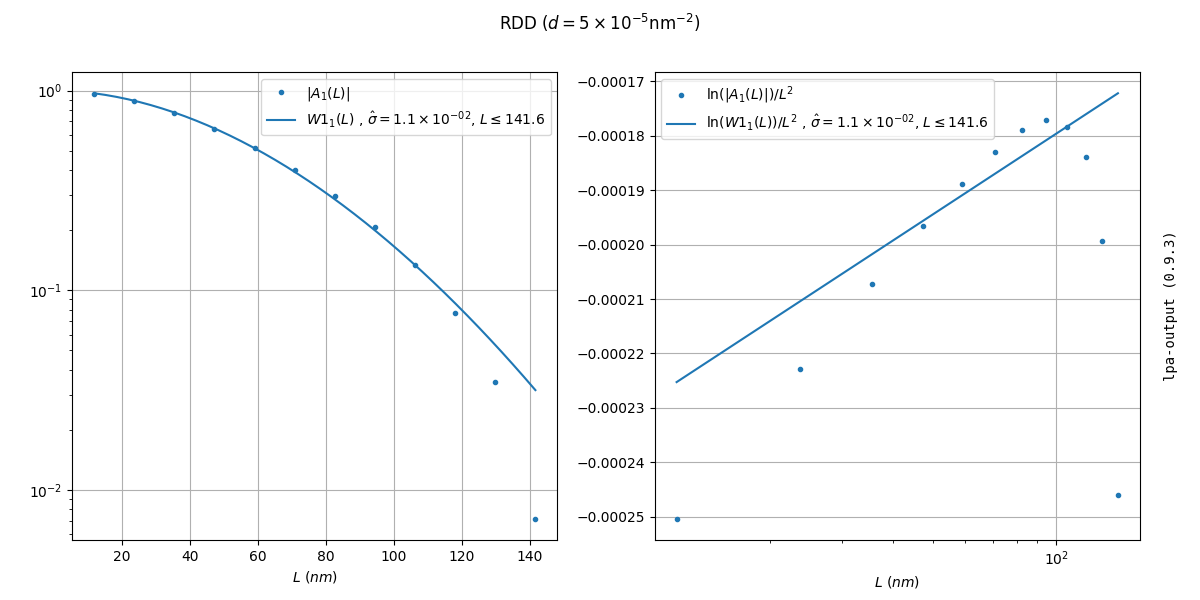 RDD (d = 5 × 10⁻⁵nm⁻²)
|A₁(L)|
W1₁(L) , σ̂ = 1.1 × 10⁻⁰², L ≤ 141.6
10⁰
10⁻¹
10⁻²
20 40 60 80 100 120 140
L (nm)
ln(|A₁(L)|)/L²
ln(W1₁(L))/L² , σ̂ = 1.1 × 10⁻⁰², L ≤ 141.6
−0.00017
−0.00018
−0.00019
−0.00020
−0.00021
−0.00022
−0.00023
−0.00024
−0.00025
10²
L (nm)
lpa-output (0.9.3)